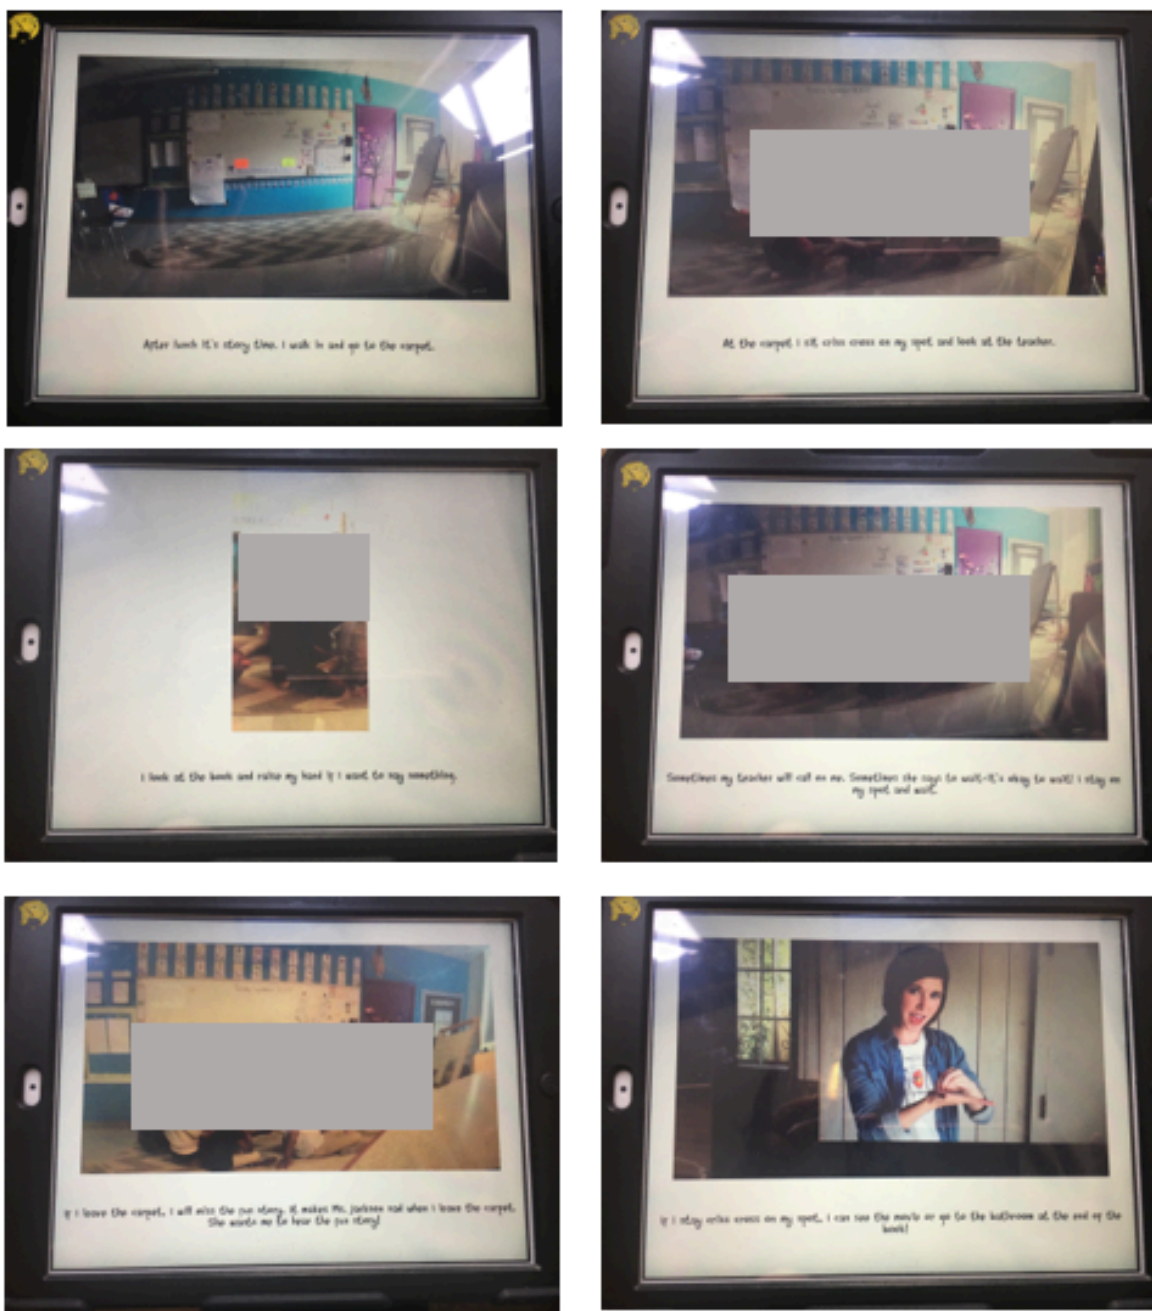 After lunch it's story time. I walk in and go to the carpet.
At the carpet I sit criss cross on my spot and look at the teacher.
I look at the book and raise my hand if I want to say something.
Sometimes my teacher will call on me. Sometimes she says to wait-it's okay to wait! I stay on
my spot and wait.
If I leave the carpet, I will miss the fun story. It makes Ms. Jackson sad when I leave the carpet.
She wants me to hear the fun story!
If I stay criss cross on my spot, I can see the movie or go to the bathroom at the end of the
book!